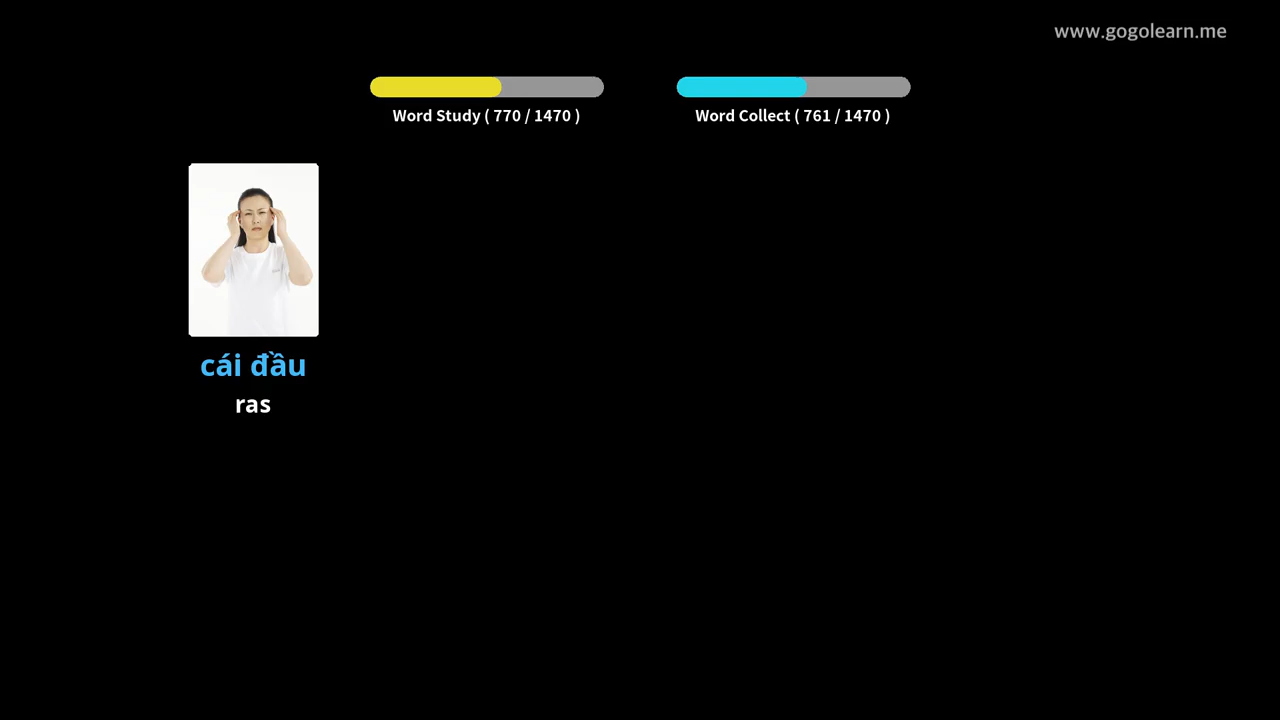 www.gogolearn.me
Word Study ( 770 / 1470 )
Word Collect ( 761 / 1470 )
cái đầu
ras